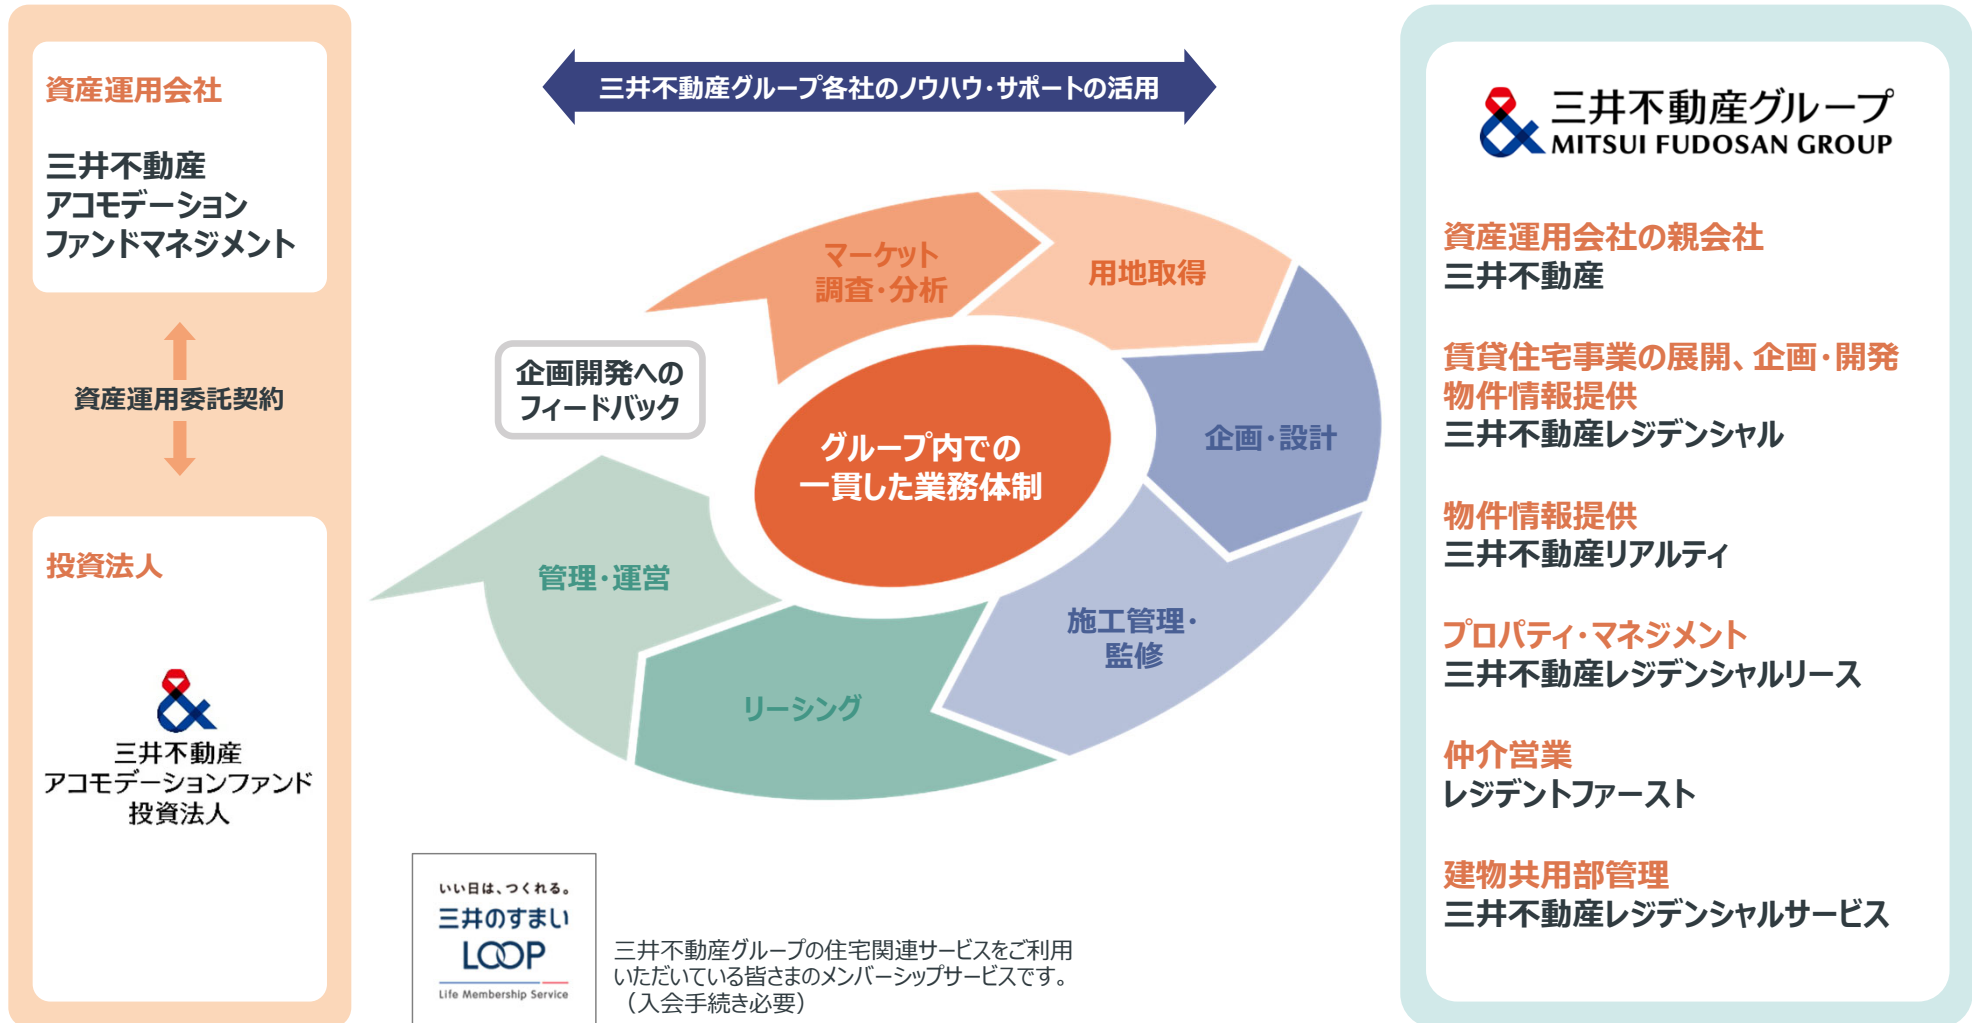 資産運用会社
三井不動産
アコモデーション
ファンドマネジメント
資産運用委託契約
投資法人
三井不動産
アコモデーションファンド
投資法人
三井不動産グループ各社のノウハウ・サポートの活用
マーケット
調査・分析
用地取得
企画・設計
施工管理・
監修
リーシング
管理・運営
企画開発への
フィードバック
グループ内での
一貫した業務体制
いい日は、つくれる。
三井のすまい
LOOP
Life Membership Service
三井不動産グループの住宅関連サービスをご利用
いただいている皆さまのメンバーシップサービスです。
（入会手続き必要）
三井不動産グループ
MITSUI FUDOSAN GROUP
資産運用会社の親会社
三井不動産
賃貸住宅事業の展開、企画・開発
物件情報提供
三井不動産レジデンシャル
物件情報提供
三井不動産リアルティ
プロパティ・マネジメント
三井不動産レジデンシャルリース
仲介営業
レジデントファースト
建物共用部管理
三井不動産レジデンシャルサービス